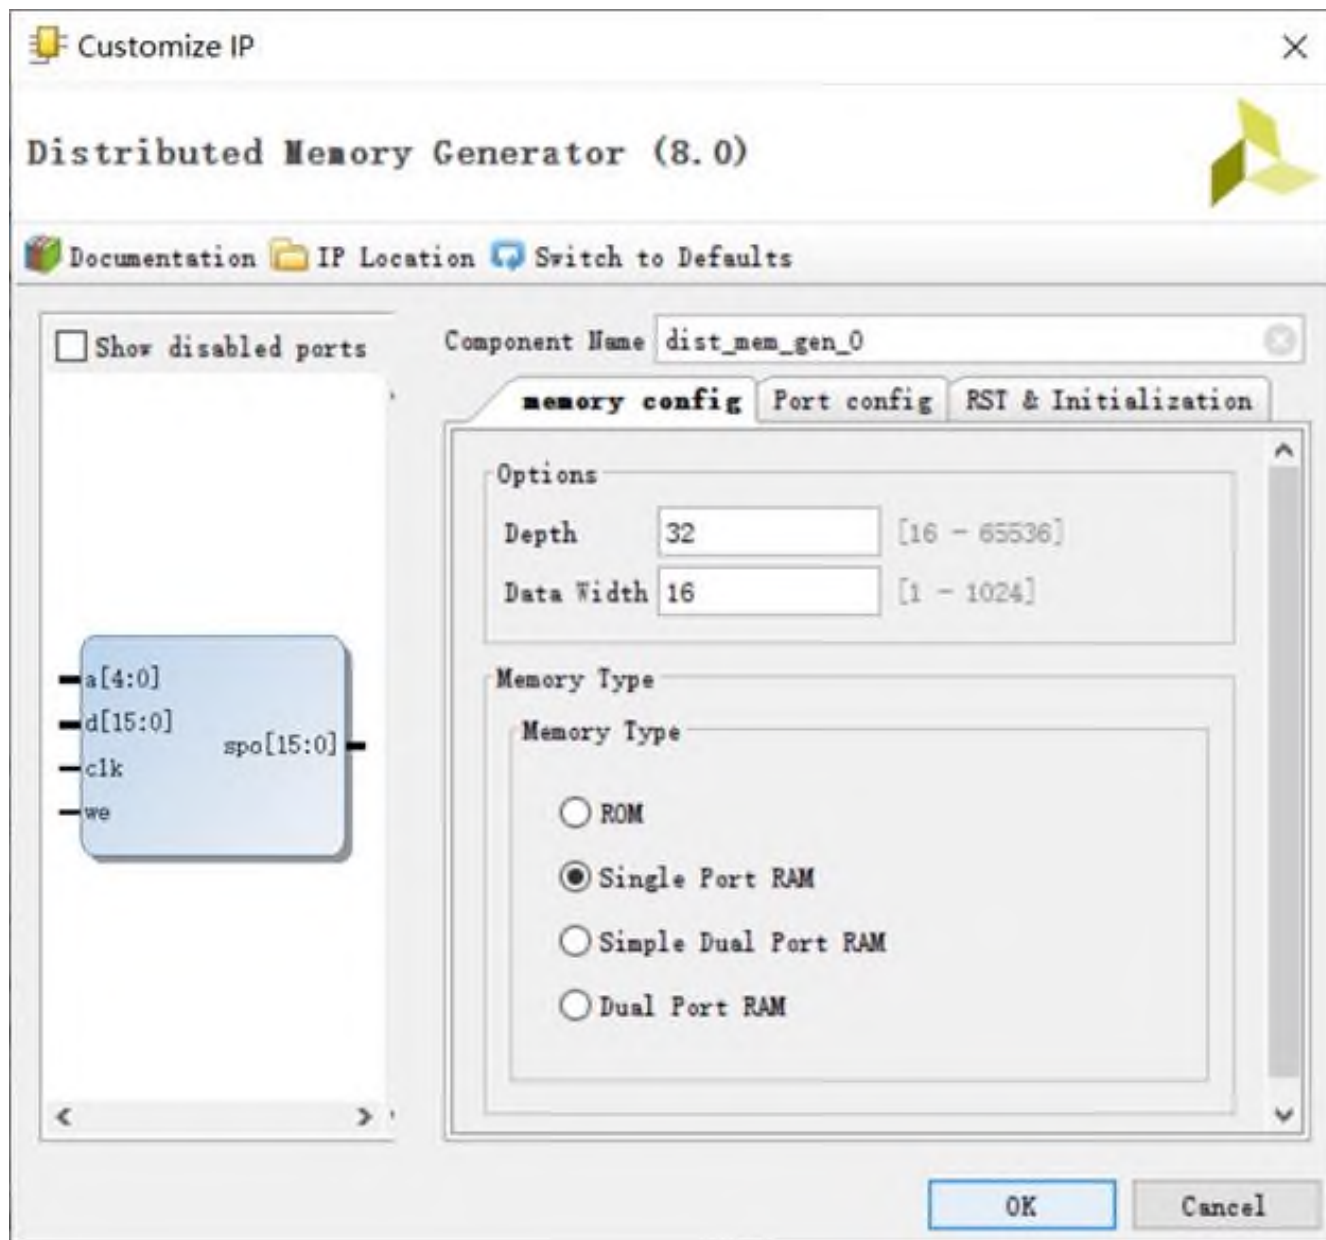 Customize IP
Distributed Memory Generator (8.0)
Documentation IP Location Switch to Defaults
Show disabled ports
Component Name dist_mem_gen_0
memory config Port config RST & Initialization
Options
Depth 32 [16 - 65536]
Data Width 16 [1 - 1024]
a[4:0]
d[15:0]
clk
we
spo[15:0]
Memory Type
Memory Type
ROM
Single Port RAM
Simple Dual Port RAM
Dual Port RAM
OK Cancel